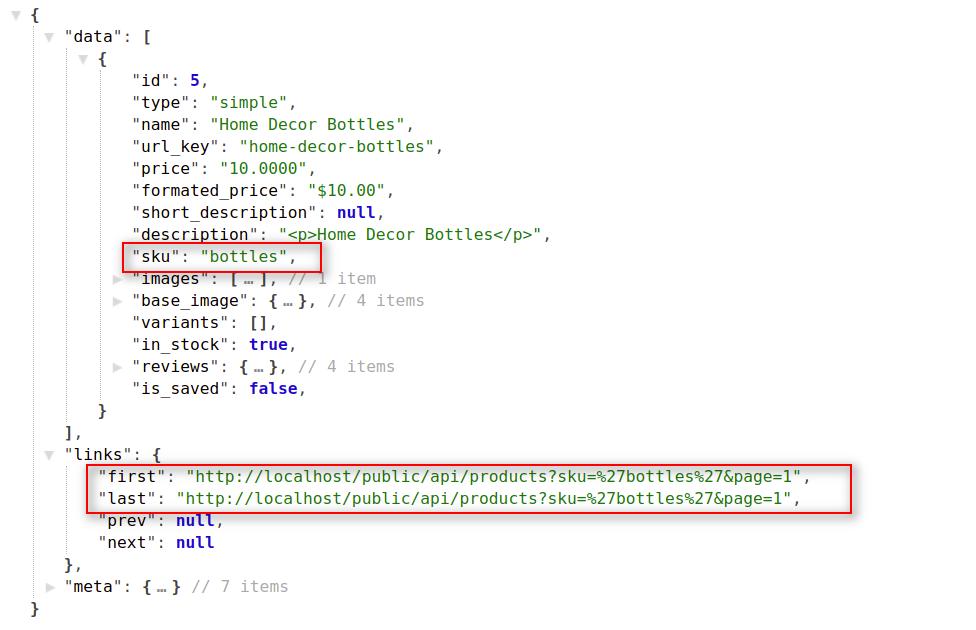 {
"data": [
{
"id": 5,
"type": "simple",
"name": "Home Decor Bottles",
"url_key": "home-decor-bottles",
"price": "10.0000",
"formated_price": "$10.00",
"short_description": null,
"description": "<p>Home Decor Bottles</p>",
"sku": "bottles",
"images": [ … ], // 1 item
"base_image": { … }, // 4 items
"variants": [],
"in_stock": true,
"reviews": { … }, // 4 items
"is_saved": false,
}
],
"links": {
"first": "http://localhost/public/api/products?sku=%27bottles%27&page=1",
"last": "http://localhost/public/api/products?sku=%27bottles%27&page=1",
"prev": null,
"next": null
},
"meta": { … } // 7 items
}